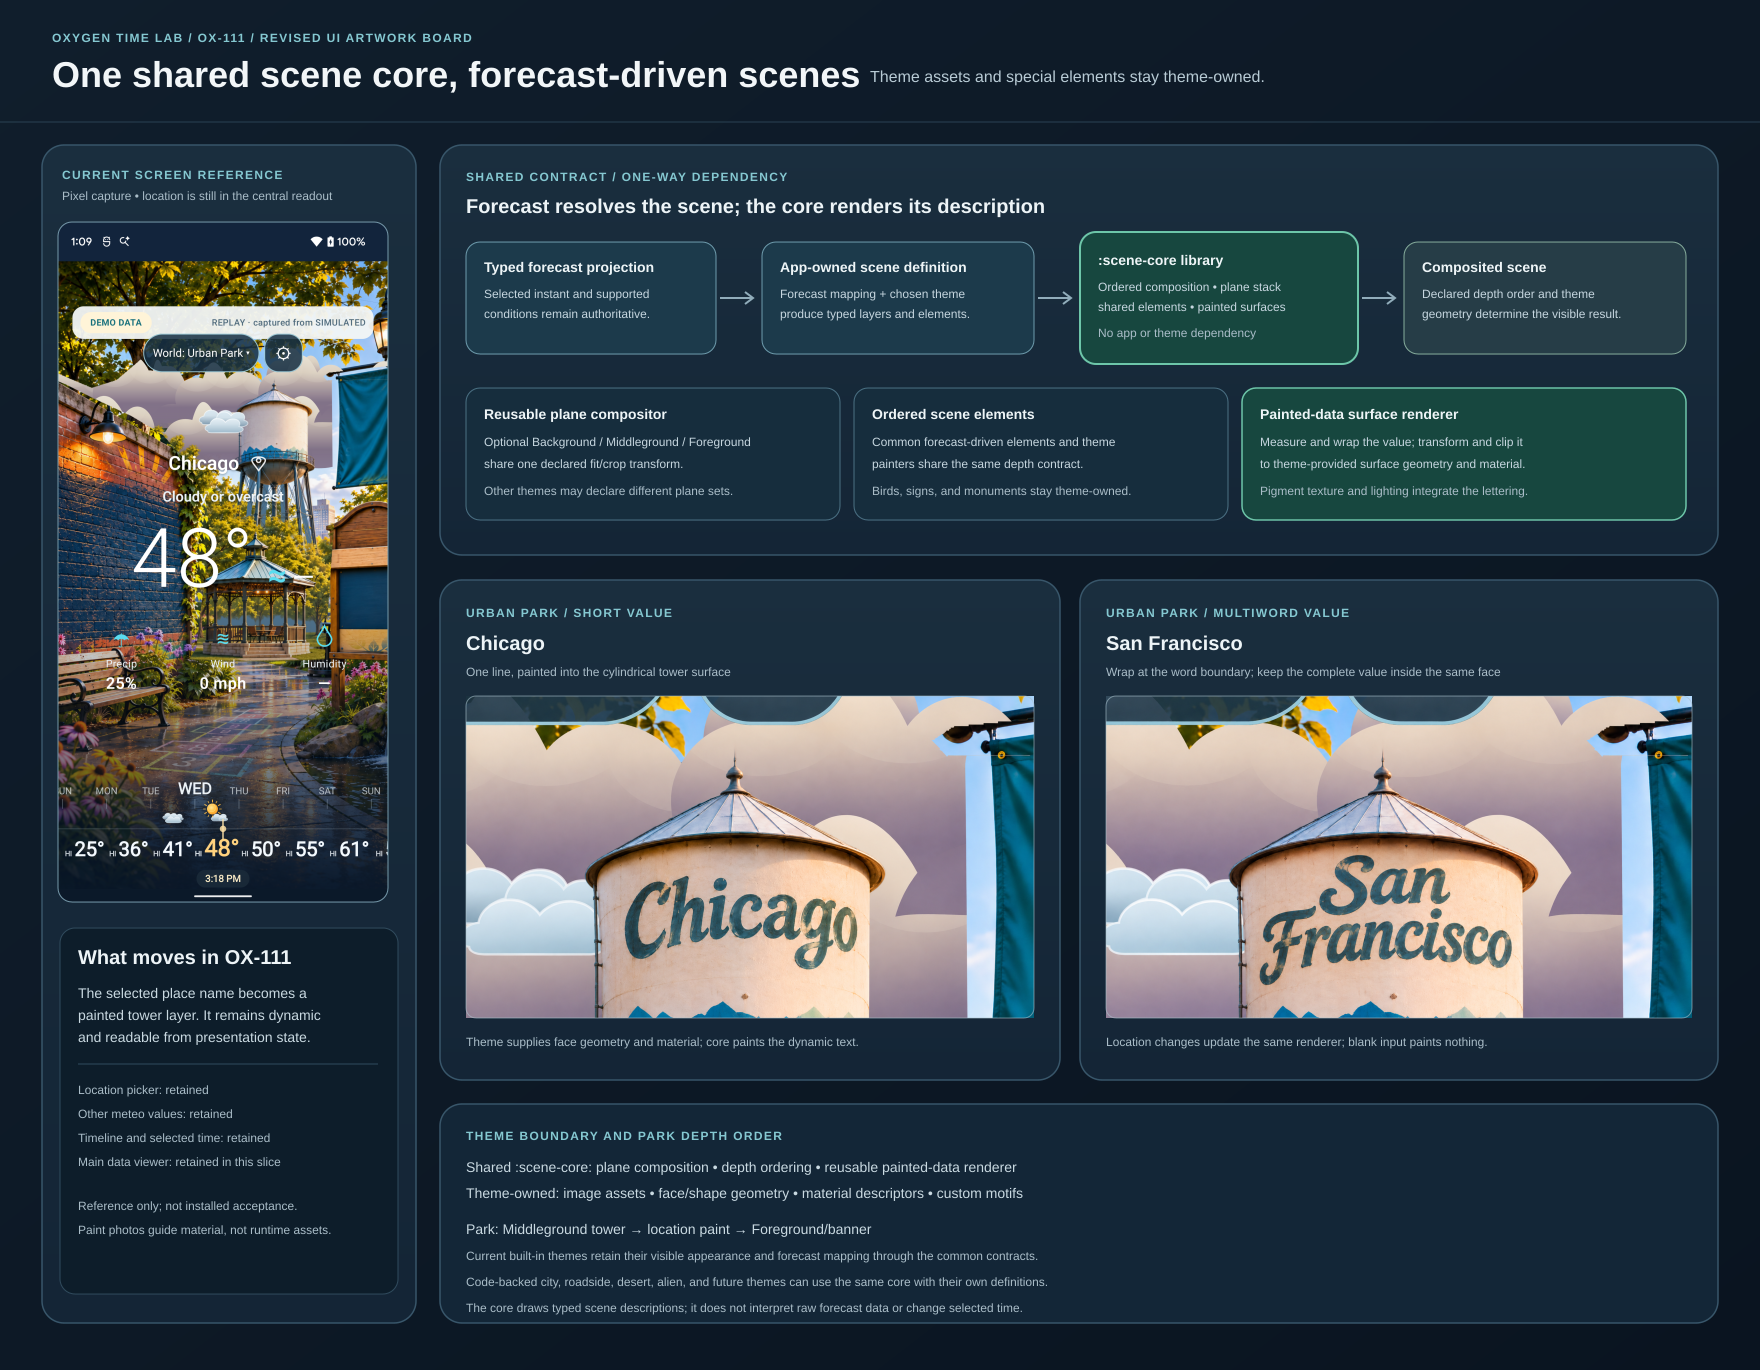 OXYGEN TIME LAB / OX-111 / REVISED UI ARTWORK BOARD
One shared scene core, forecast-driven scenes Theme assets and special elements stay theme-owned.
CURRENT SCREEN REFERENCE
Pixel capture • location is still in the central readout
1:09 100%
DEMO DATA REPLAY · captured from SIMULATED
World: Urban Park
Chicago
Cloudy or overcast
48°
Precip Wind Humidity
25% 0 mph —
UN MON TUE WED THU FRI SAT SUN
HI 25° HI 36° HI 41° HI 48° HI 50° HI 55° HI 61° HI
3:18 PM
What moves in OX-111
The selected place name becomes a
painted tower layer. It remains dynamic
and readable from presentation state.
Location picker: retained
Other meteo values: retained
Timeline and selected time: retained
Main data viewer: retained in this slice
Reference only; not installed acceptance.
Paint photos guide material, not runtime assets.
SHARED CONTRACT / ONE-WAY DEPENDENCY
Forecast resolves the scene; the core renders its description
Typed forecast projection
Selected instant and supported
conditions remain authoritative.
App-owned scene definition
Forecast mapping + chosen theme
produce typed layers and elements.
:scene-core library
Ordered composition • plane stack
shared elements • painted surfaces
No app or theme dependency
Composited scene
Declared depth order and theme
geometry determine the visible result.
Reusable plane compositor
Optional Background / Middleground / Foreground
share one declared fit/crop transform.
Other themes may declare different plane sets.
Ordered scene elements
Common forecast-driven elements and theme
painters share the same depth contract.
Birds, signs, and monuments stay theme-owned.
Painted-data surface renderer
Measure and wrap the value; transform and clip it
to theme-provided surface geometry and material.
Pigment texture and lighting integrate the lettering.
URBAN PARK / SHORT VALUE
Chicago
One line, painted into the cylindrical tower surface
Chicago
Theme supplies face geometry and material; core paints the dynamic text.
URBAN PARK / MULTIWORD VALUE
San Francisco
Wrap at the word boundary; keep the complete value inside the same face
San
Francisco
Location changes update the same renderer; blank input paints nothing.
THEME BOUNDARY AND PARK DEPTH ORDER
Shared :scene-core: plane composition • depth ordering • reusable painted-data renderer
Theme-owned: image assets • face/shape geometry • material descriptors • custom motifs
Park: Middleground tower → location paint → Foreground/banner
Current built-in themes retain their visible appearance and forecast mapping through the common contracts.
Code-backed city, roadside, desert, alien, and future themes can use the same core with their own definitions.
The core draws typed scene descriptions; it does not interpret raw forecast data or change selected time.